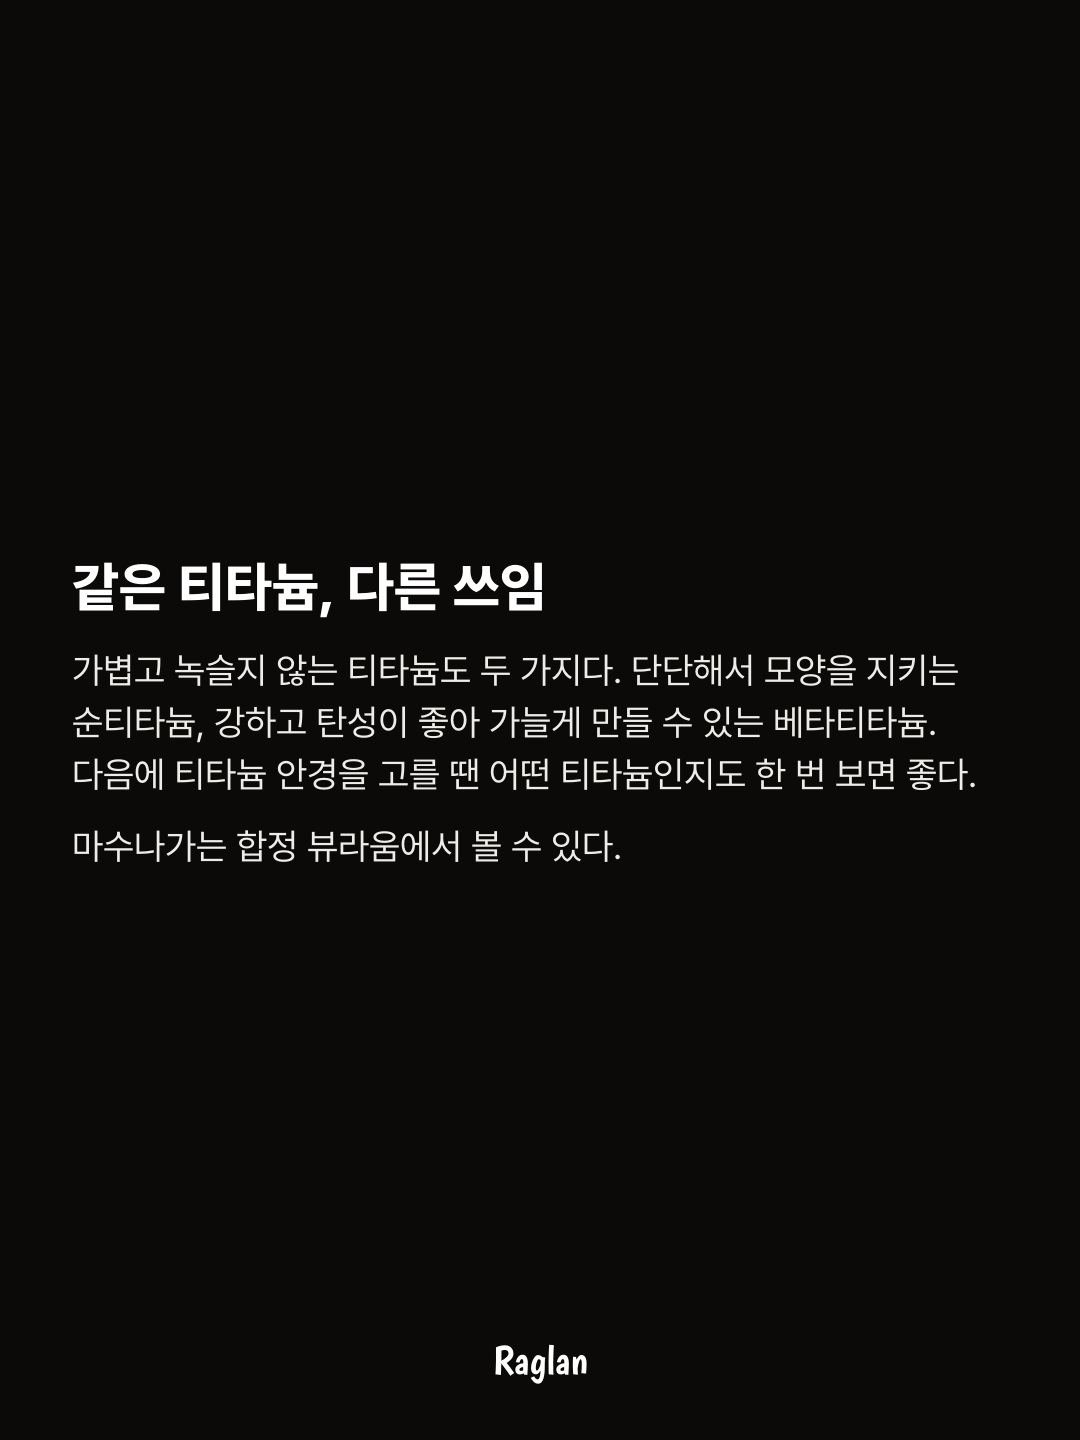 같은 티타늄, 다른 쓰임
가볍고 녹슬지 않는 티타늄도 두 가지다. 단단해서 모양을 지키는
순티타늄, 강하고 탄성이 좋아 가늘게 만들 수 있는 베타티타늄.
다음에 티타늄 안경을 고를 땐 어떤 티타늄인지도 한 번 보면 좋다.
마수나가는 합정 뷰라움에서 볼 수 있다.
Raglan